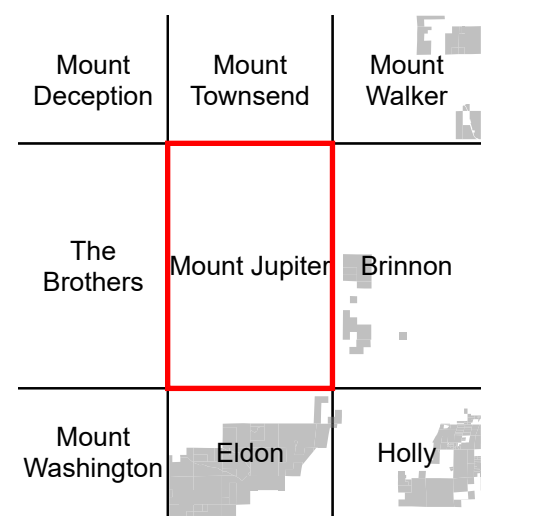 Mount
Deception
Mount
Townsend
Mount
Walker
The
Brothers
Mount Jupiter
Brinnon
Mount
Washington
Eldon
Holly